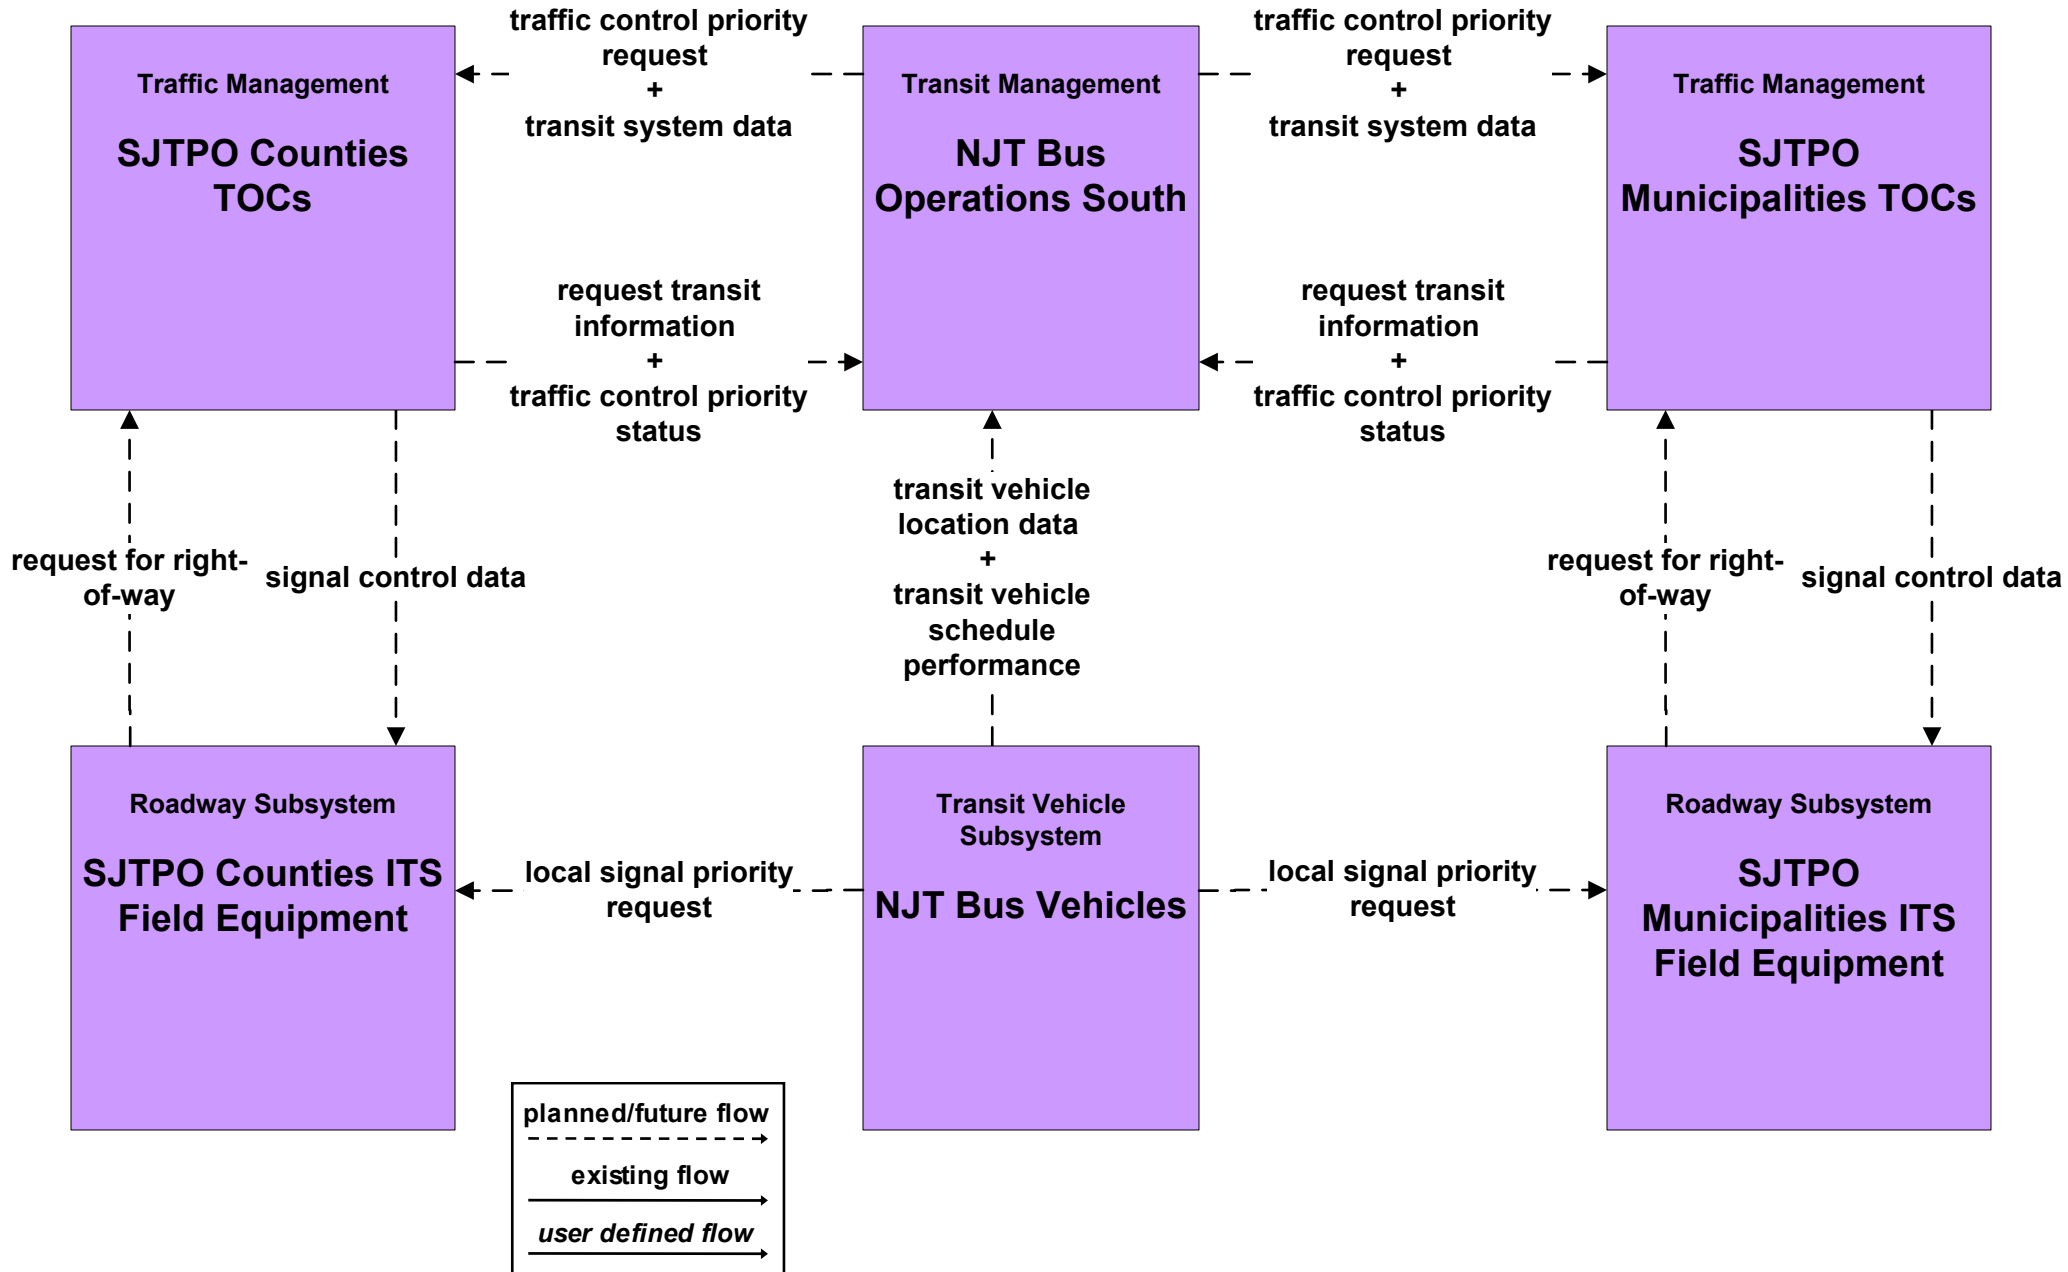 traffic control priority
request
+
transit system data
traffic control priority
request
+
transit system data
Traffic Management
SJTPO Counties
TOCs
Transit Management
NJT Bus
Operations South
Traffic Management
SJTPO
Municipalities TOCs
request transit
information
+
traffic control priority
status
request transit
information
+
traffic control priority
status
request for right-
of-way
signal control data
transit vehicle
location data
+
transit vehicle
schedule
performance
request for right-
of-way
signal control data
Roadway Subsystem
SJTPO Counties ITS
Field Equipment
local signal priority
request
Transit Vehicle
Subsystem
NJT Bus Vehicles
local signal priority
request
Roadway Subsystem
SJTPO
Municipalities ITS
Field Equipment
planned/future flow
existing flow
user defined flow